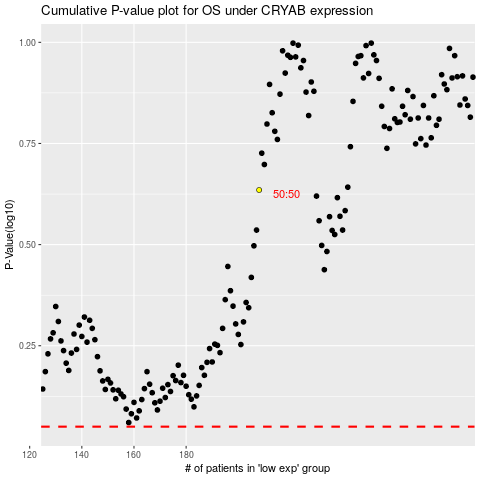 Cumulative P-value plot for OS under CRYAB expression
1.00
0.75
0.50
0.25
P-Value(log10)
50:50
120 140 160 180
# of patients in 'low exp' group